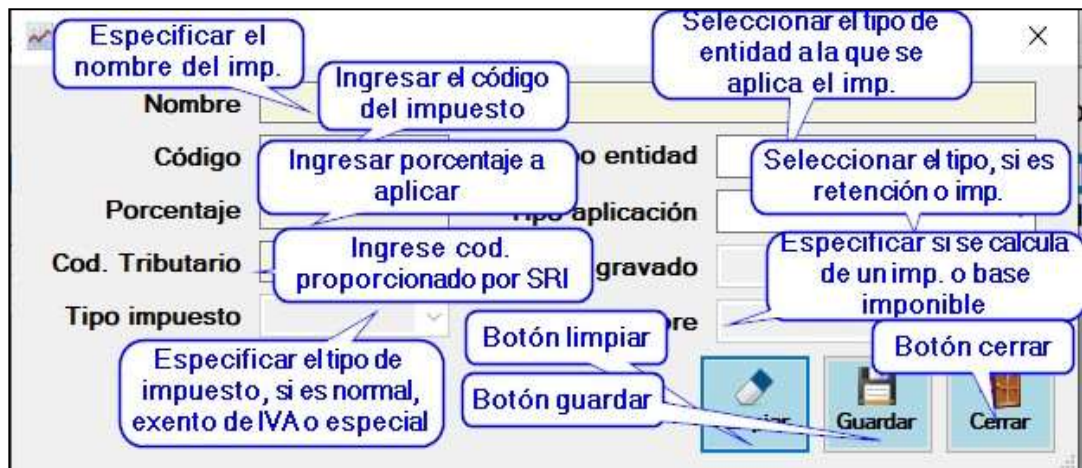 Especificar el
nombre del imp.
Seleccionar el tipo de
entidad a la que se
aplica el imp.
Nombre
Ingresar el código
del impuesto
Código
Ingresar porcentaje a
aplicar
entidad
Seleccionar el tipo, si es
retención o imp.
Porcentaje
aplicación
Cod. Tributario
Ingrese cod.
proporcionado por SRI
gravado
Especificar si se calcula
de un imp. o base
imponible
Tipo impuesto
Especificar el tipo de
impuesto, si es normal,
exento de IVA o especial
Botón limpiar
Botón cerrar
Botón guardar
Guardar
Cerrar